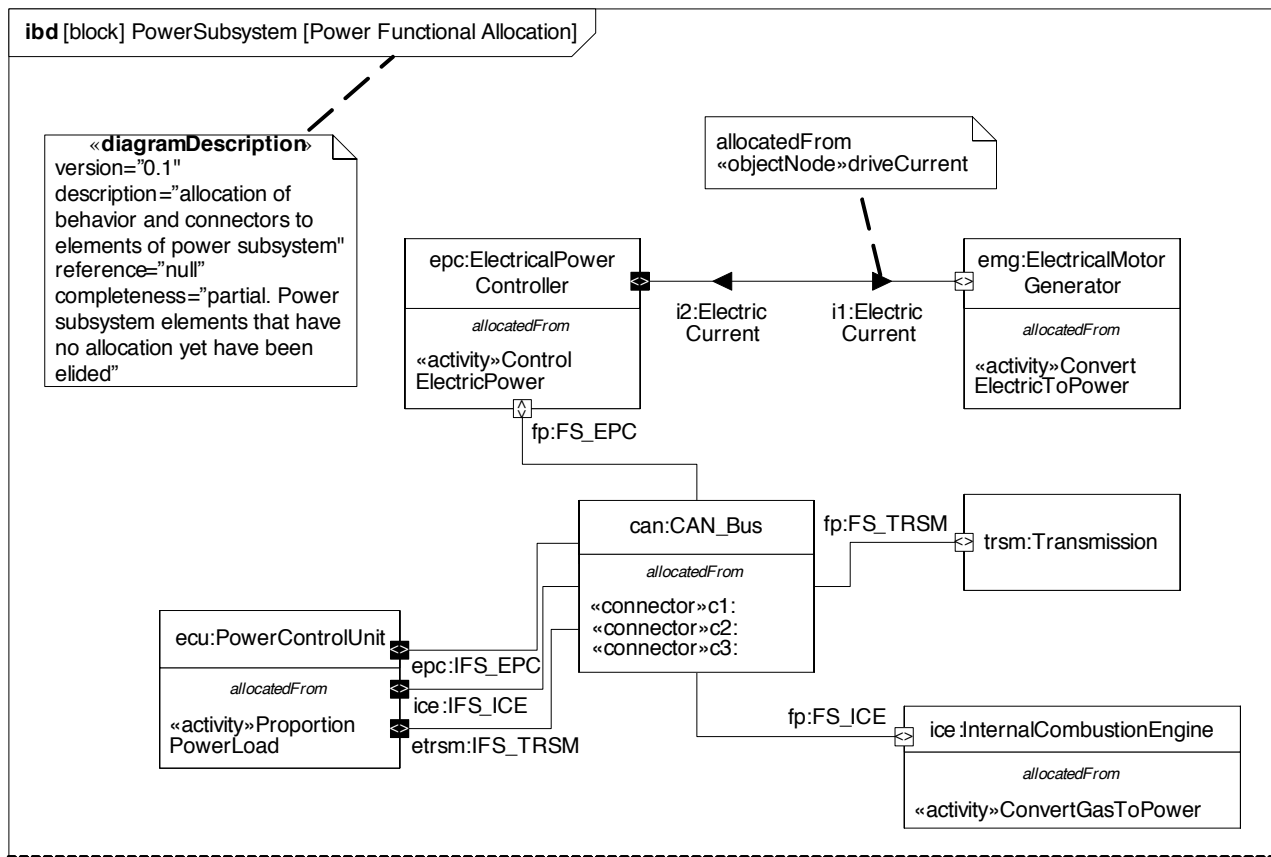 ibd [block] PowerSubsystem [Power Functional Allocation]
«diagramDescription»
version="0.1"
description="allocation of
behavior and connectors to
elements of power subsystem"
reference="null"
completeness="partial. Power
subsystem elements that have
no allocation yet have been
elided"
allocatedFrom
«objectNode»driveCurrent
epc:ElectricalPower
Controller
allocatedFrom
«activity»Control
ElectricPower
i2:Electric
Current
i1:Electric
Current
emg:ElectricalMotor
Generator
allocatedFrom
«activity»Convert
ElectricToPower
fp:FS_EPC
can:CAN_Bus
allocatedFrom
«connector»c1:
«connector»c2:
«connector»c3:
fp:FS_TRSM
trsm:Transmission
ecu:PowerControlUnit
allocatedFrom
«activity»Proportion
PowerLoad
epc:IFS_EPC
ice:IFS_ICE
etrsm:IFS_TRSM
fp:FS_ICE
ice:InternalCombustionEngine
allocatedFrom
«activity»ConvertGasToPower